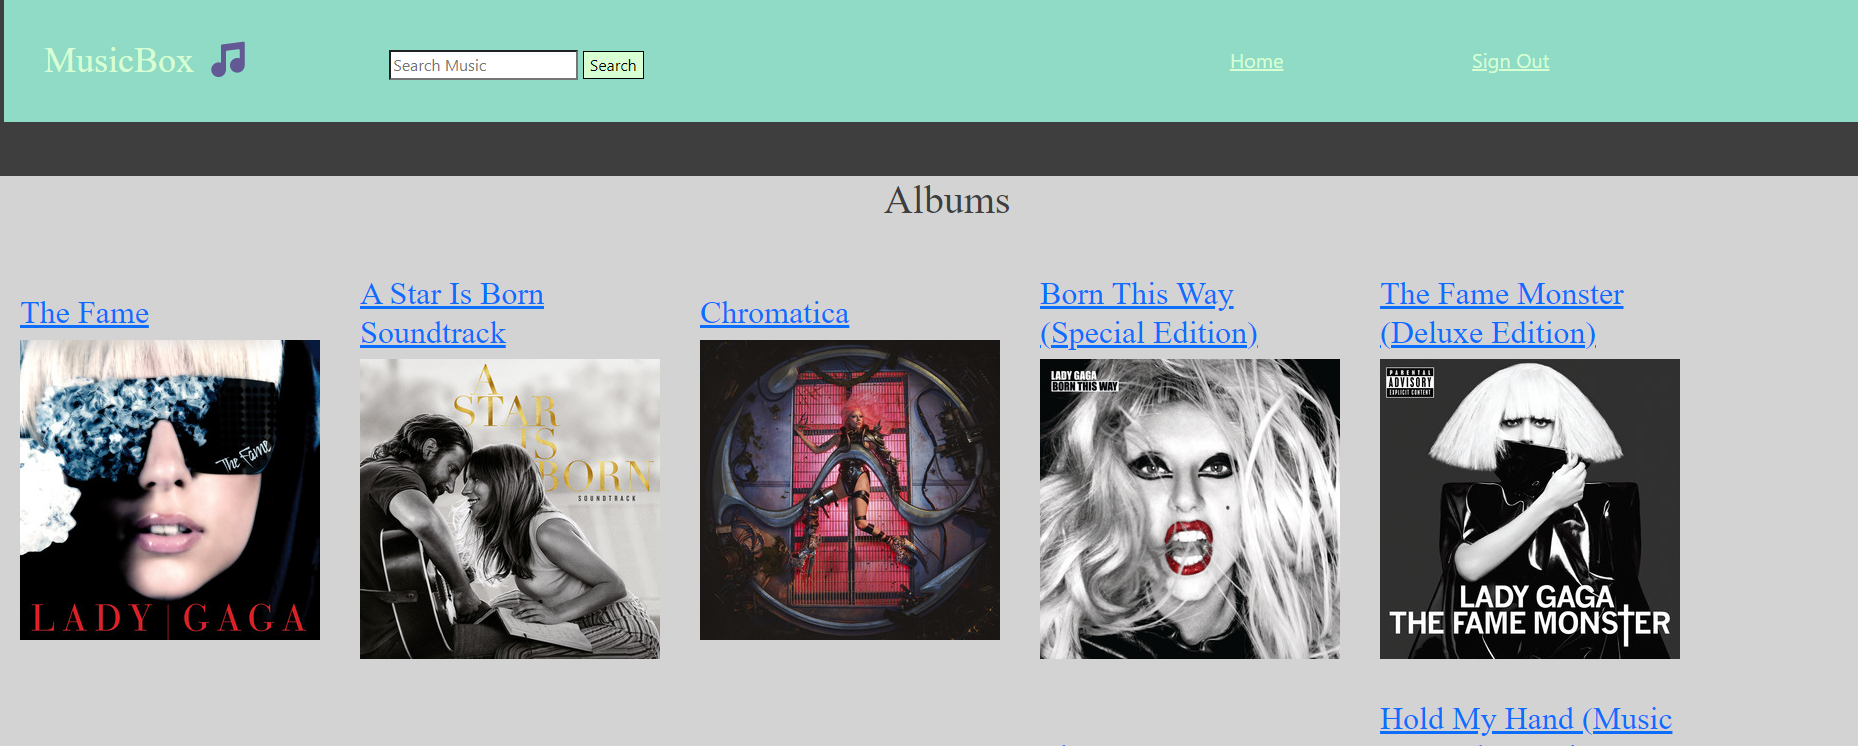 MusicBox
Search Music
Search
Home
Sign Out
Albums
The Fame
A Star Is Born
Soundtrack
Chromatica
Born This Way
(Special Edition)
The Fame Monster
(Deluxe Edition)
The Fame
LADY | GAGA
A
STAR
IS
BORN
SOUNDTRACK
LADY GAGA
BORN THIS WAY
PARENTAL
ADVISORY
EXPLICIT CONTENT
LADY GAGA
THE FAME MONSTER
Hold My Hand (Music